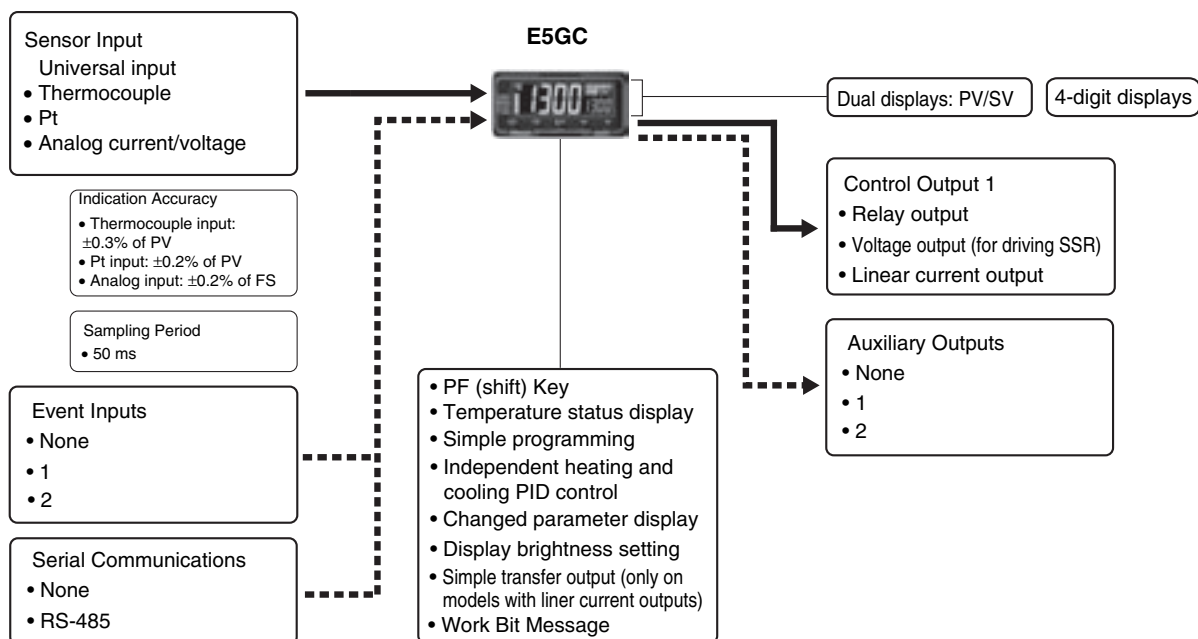 E5GC
Sensor Input
Universal input
• Thermocouple
• Pt
• Analog current/voltage
Indication Accuracy
• Thermocouple input:
±0.3% of PV
• Pt input: ±0.2% of PV
• Analog input: ±0.2% of FS
Sampling Period
• 50 ms
Event Inputs
• None
• 1
• 2
Serial Communications
• None
• RS-485
1300
• PF (shift) Key
• Temperature status display
• Simple programming
• Independent heating and
cooling PID control
• Changed parameter display
• Display brightness setting
• Simple transfer output (only on
models with liner current outputs)
• Work Bit Message
Dual displays: PV/SV
4-digit displays
Control Output 1
• Relay output
• Voltage output (for driving SSR)
• Linear current output
Auxiliary Outputs
• None
• 1
• 2